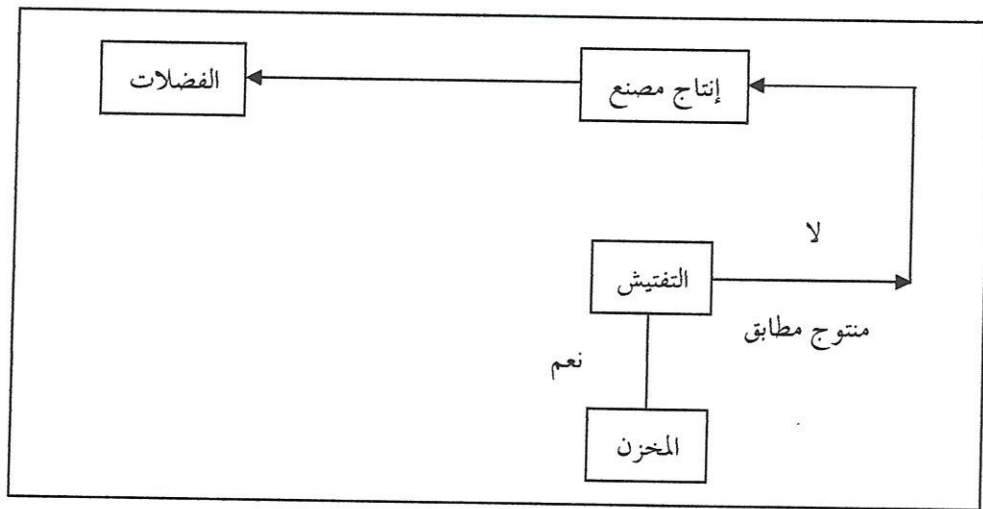 إنتاج مصنع
الفضلات
لا
التفتيش
منتوج مطابق
نعم
المخزن